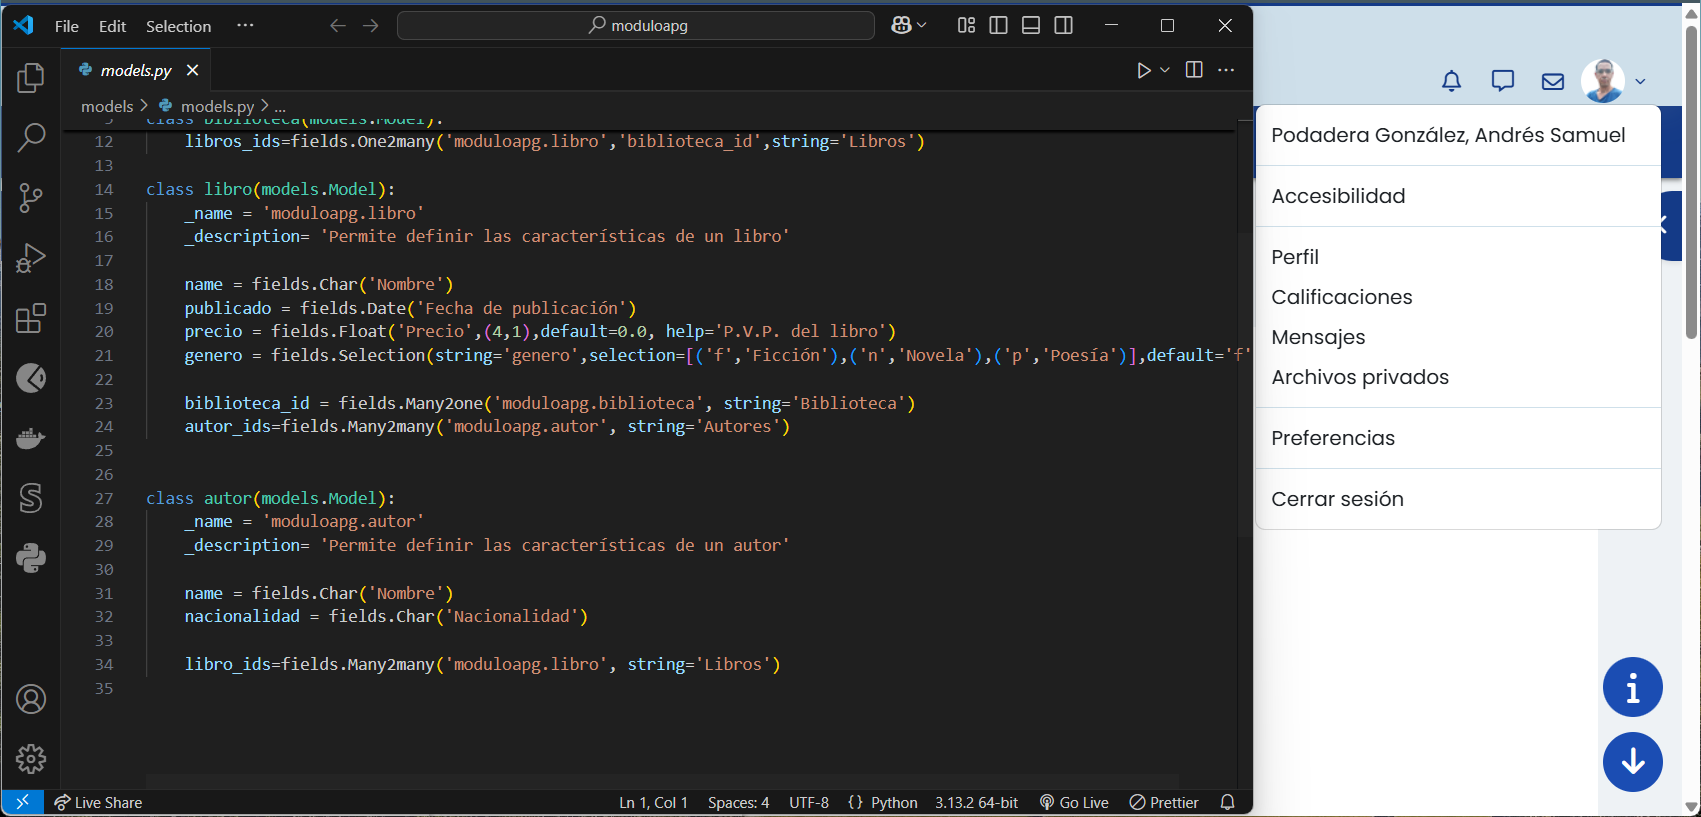 File Edit Selection ···
moduloapg
models.py
models > models.py > ...
class biblioteca(models.Model):
12 libros_ids=fields.One2many('moduloapg.libro','biblioteca_id',string='Libros')
13
14 class libro(models.Model):
15 _name = 'moduloapg.libro'
16 _description= 'Permite definir las características de un libro'
17
18 name = fields.Char('Nombre')
19 publicado = fields.Date('Fecha de publicación')
20 precio = fields.Float('Precio',(4,1),default=0.0, help='P.V.P. del libro')
21 genero = fields.Selection(string='genero',selection=[('f','Ficción'),('n','Novela'),('p','Poesía')],default='f'
22
23 biblioteca_id = fields.Many2one('moduloapg.biblioteca', string='Biblioteca')
24 autor_ids=fields.Many2many('moduloapg.autor', string='Autores')
25
26
27 class autor(models.Model):
28 _name = 'moduloapg.autor'
29 _description= 'Permite definir las características de un autor'
30
31 name = fields.Char('Nombre')
32 nacionalidad = fields.Char('Nacionalidad')
33
34 libro_ids=fields.Many2many('moduloapg.libro', string='Libros')
35
Live Share
Ln 1, Col 1 Spaces: 4 UTF-8 {} Python 3.13.2 64-bit Go Live Prettier
Podadera González, Andrés Samuel
Accesibilidad
Perfil
Calificaciones
Mensajes
Archivos privados
Preferencias
Cerrar sesión